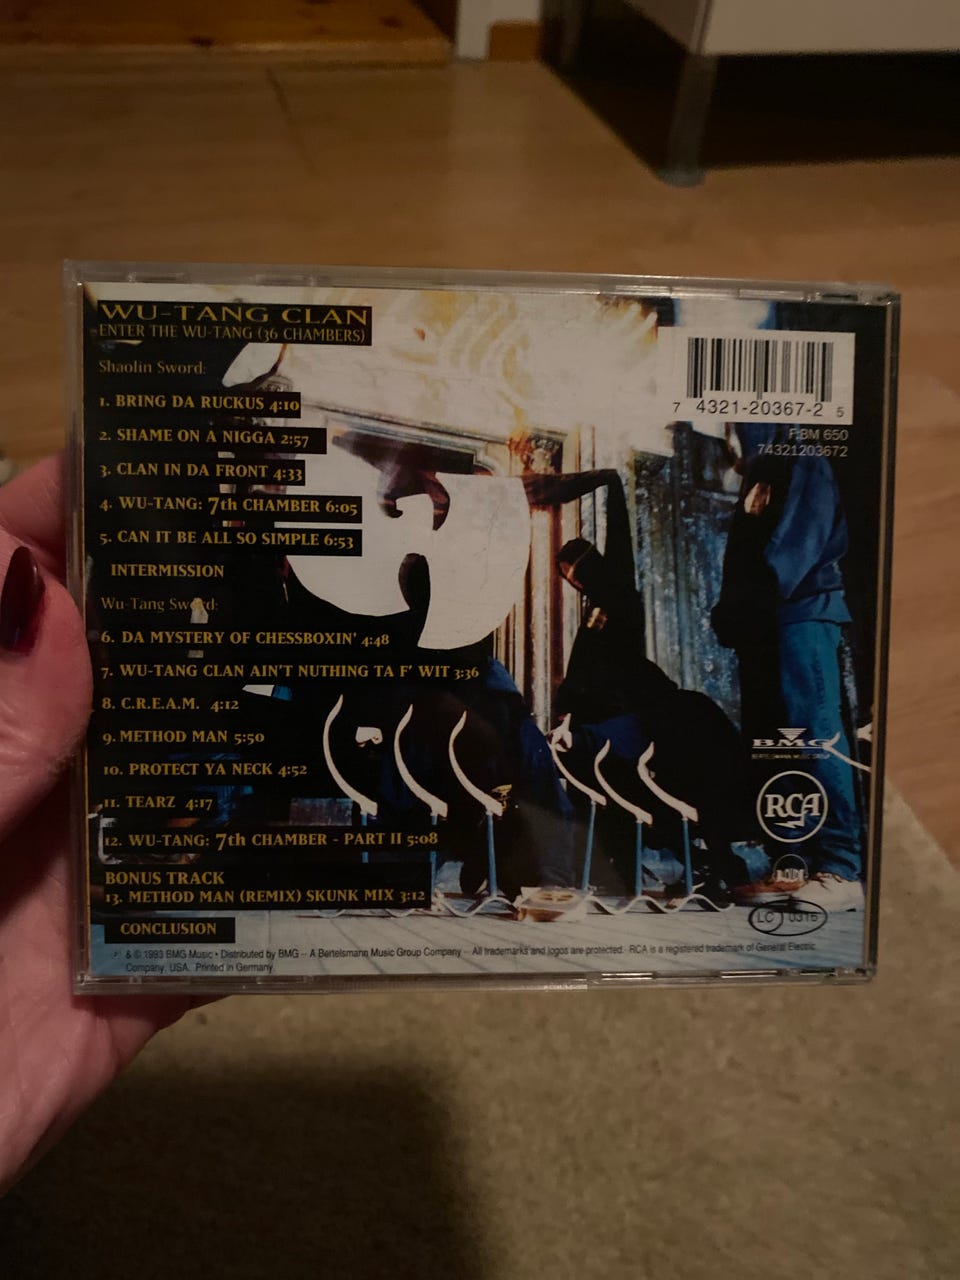 WU-TANG CLAN
ENTER THE WU-TANG (36 CHAMBERS)
Shaolin Sword:
1. BRING DA RUCKUS 4:10
2. SHAME ON A NIGGA 2:57
3. CLAN IN DA FRONT 4:33
4. WU-TANG: 7th CHAMBER 6:05
5. CAN IT BE ALL SO SIMPLE 6:53
INTERMISSION
Wu-Tang Sword:
6. DA MYSTERY OF CHESSBOXIN' 4:48
7. WU-TANG CLAN AIN'T NUTHING TA F' WIT 3:36
8. C.R.E.A.M. 4:12
9. METHOD MAN 5:50
10. PROTECT YA NECK 4:52
11. TEARZ 4:17
12. WU-TANG: 7th CHAMBER - PART II 5:08
BONUS TRACK
13. METHOD MAN (REMIX) SKUNK MIX 3:12
CONCLUSION
℗ & © 1993 BMG Music • Distributed by BMG -- A Bertelsmann Music Group Company -- All trademarks and logos are protected. RCA is a registered trademark of General Electric
Company, USA. Printed in Germany.
7 4321-20367-2 5
F:BM 650
74321203672
BMG
BERTELSMANN MUSIC GROUP
RCA
LC 0316